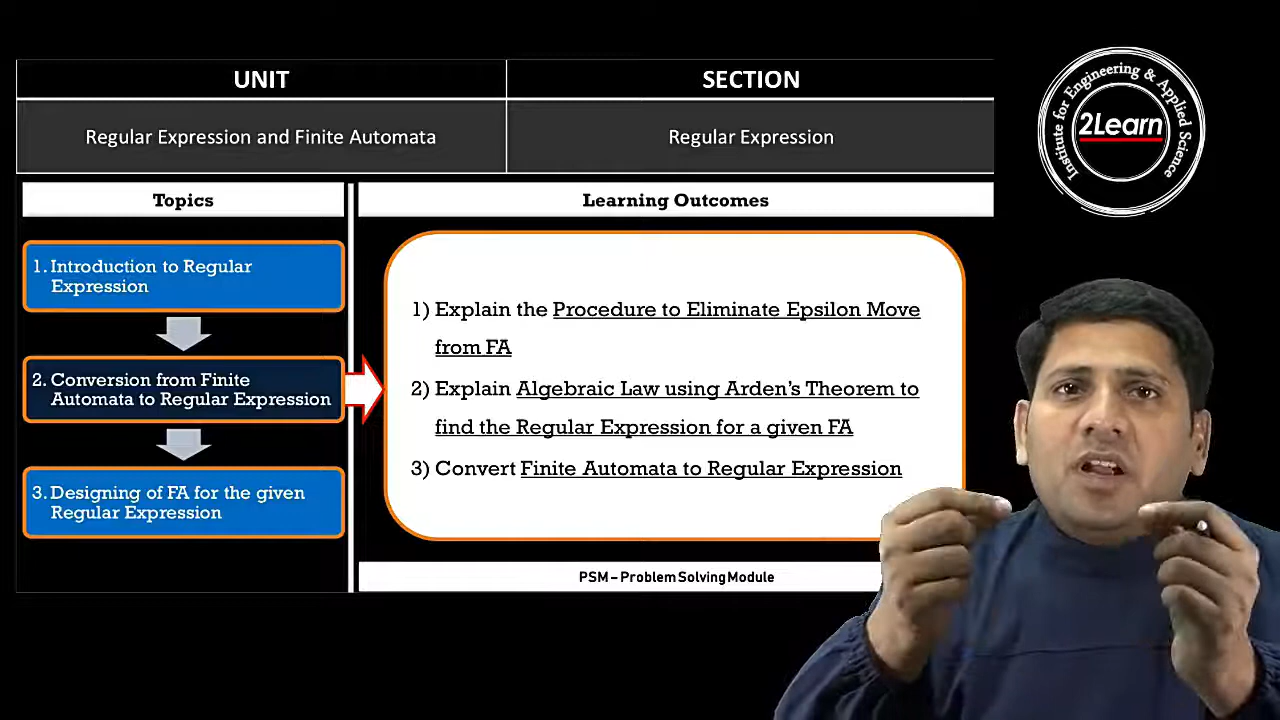 UNIT
SECTION
Regular Expression and Finite Automata
Regular Expression
Topics
Learning Outcomes
1. Introduction to Regular
Expression
2. Conversion from Finite
Automata to Regular Expression
3. Designing of FA for the given
Regular Expression
1) Explain the Procedure to Eliminate Epsilon Move
from FA
2) Explain Algebraic Law using Arden's Theorem to
find the Regular Expression for a given FA
3) Convert Finite Automata to Regular Expression
PSM – Problem Solving Module
Institute for Engineering & Applied Science
2Learn